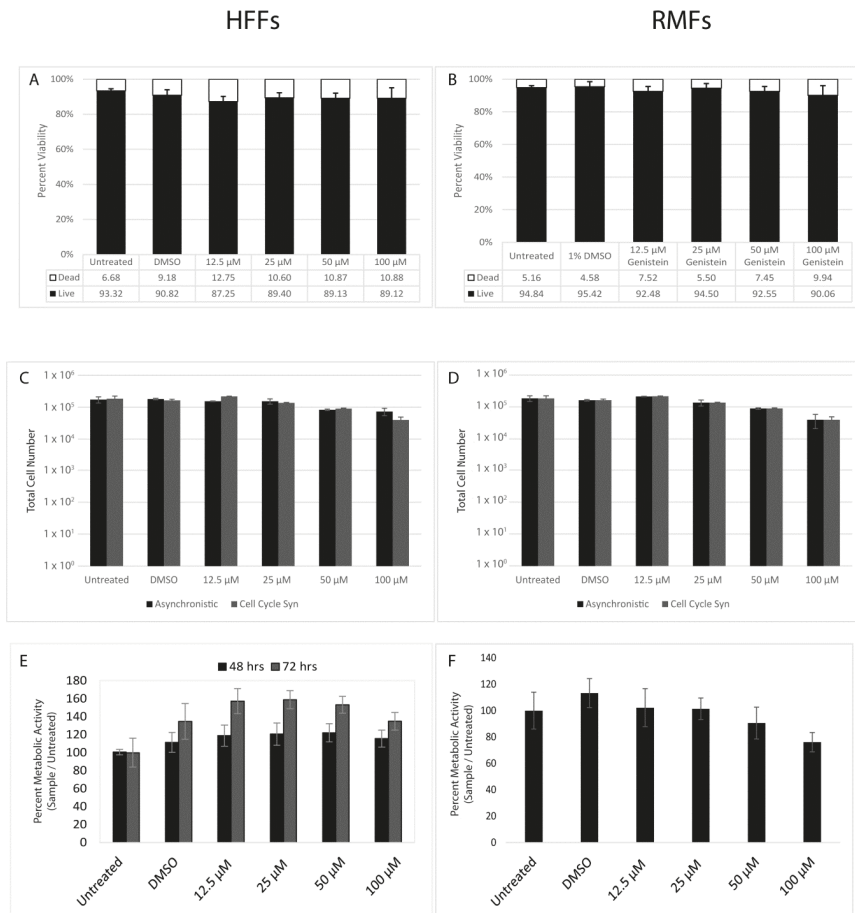 HFFs
RMFs
A
Percent Viability
100%
80%
60%
40%
20%
0%
Untreated DMSO 12.5 µM 25 µM 50 µM 100 µM
Dead 6.68 9.18 12.75 10.60 10.87 10.88
Live 93.32 90.82 87.25 89.40 89.13 89.12
B
Percent Viability
100%
80%
60%
40%
20%
0%
Untreated 1% DMSO 12.5 µM Genistein 25 µM Genistein 50 µM Genistein 100 µM Genistein
Dead 5.16 4.58 7.52 5.50 7.45 9.94
Live 94.84 95.42 92.48 94.50 92.55 90.06
C
Total Cell Number
1 x 10⁶
1 x 10⁵
1 x 10⁴
1 x 10³
1 x 10²
1 x 10¹
1 x 10⁰
Untreated DMSO 12.5 µM 25 µM 50 µM 100 µM
Asynchronistic Cell Cycle Syn
D
Total Cell Number
1 x 10⁶
1 x 10⁵
1 x 10⁴
1 x 10³
1 x 10²
1 x 10¹
1 x 10⁰
Untreated DMSO 12.5 µM 25 µM 50 µM 100 µM
Asynchronistic Cell Cycle Syn
E
48 hrs 72 hrs
Percent Metabolic Activity
(Sample / Untreated)
180
160
140
120
100
80
60
40
20
0
Untreated DMSO 12.5 µM 25 µM 50 µM 100 µM
F
Percent Metabolic Activity
(Sample / Untreated)
140
120
100
80
60
40
20
0
Untreated DMSO 12.5 µM 25 µM 50 µM 100 µM